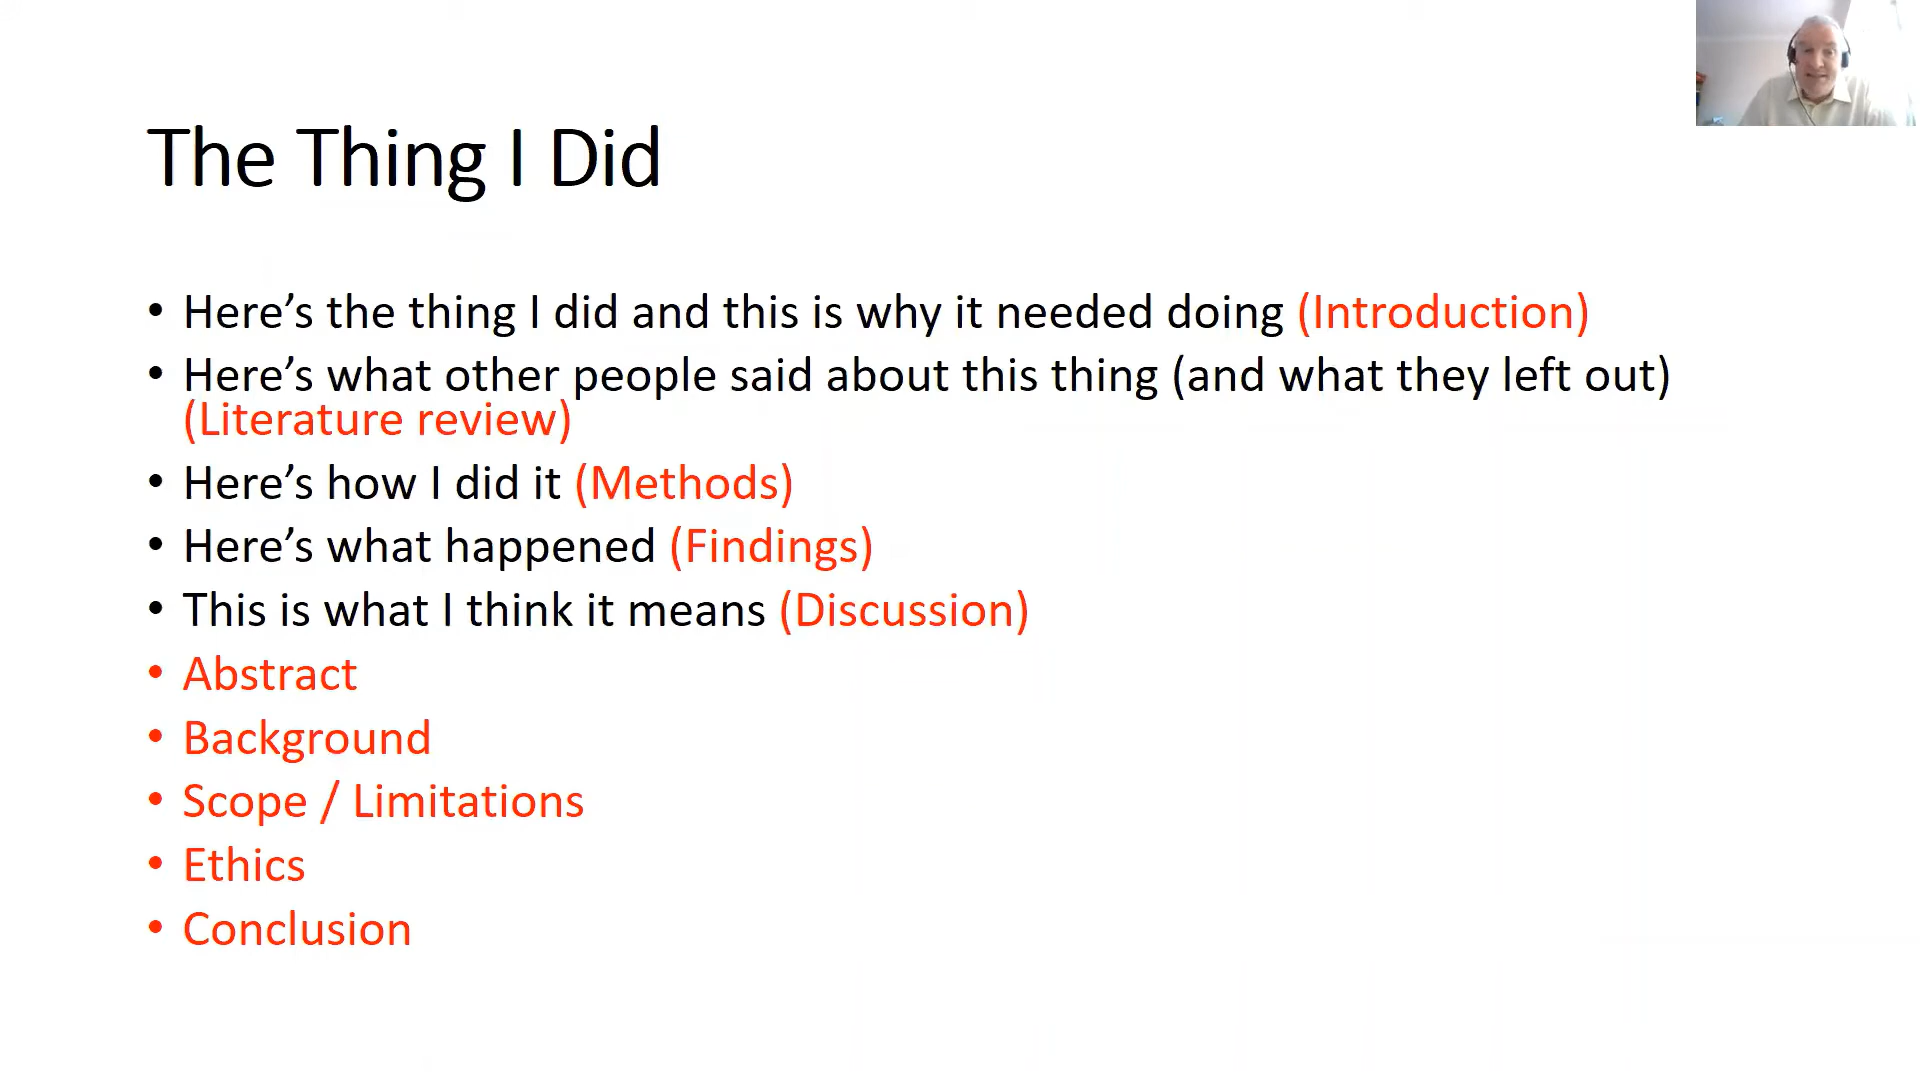 The Thing I Did
• Here’s the thing I did and this is why it needed doing (Introduction)
• Here’s what other people said about this thing (and what they left out)
(Literature review)
• Here’s how I did it (Methods)
• Here’s what happened (Findings)
• This is what I think it means (Discussion)
• Abstract
• Background
• Scope / Limitations
• Ethics
• Conclusion